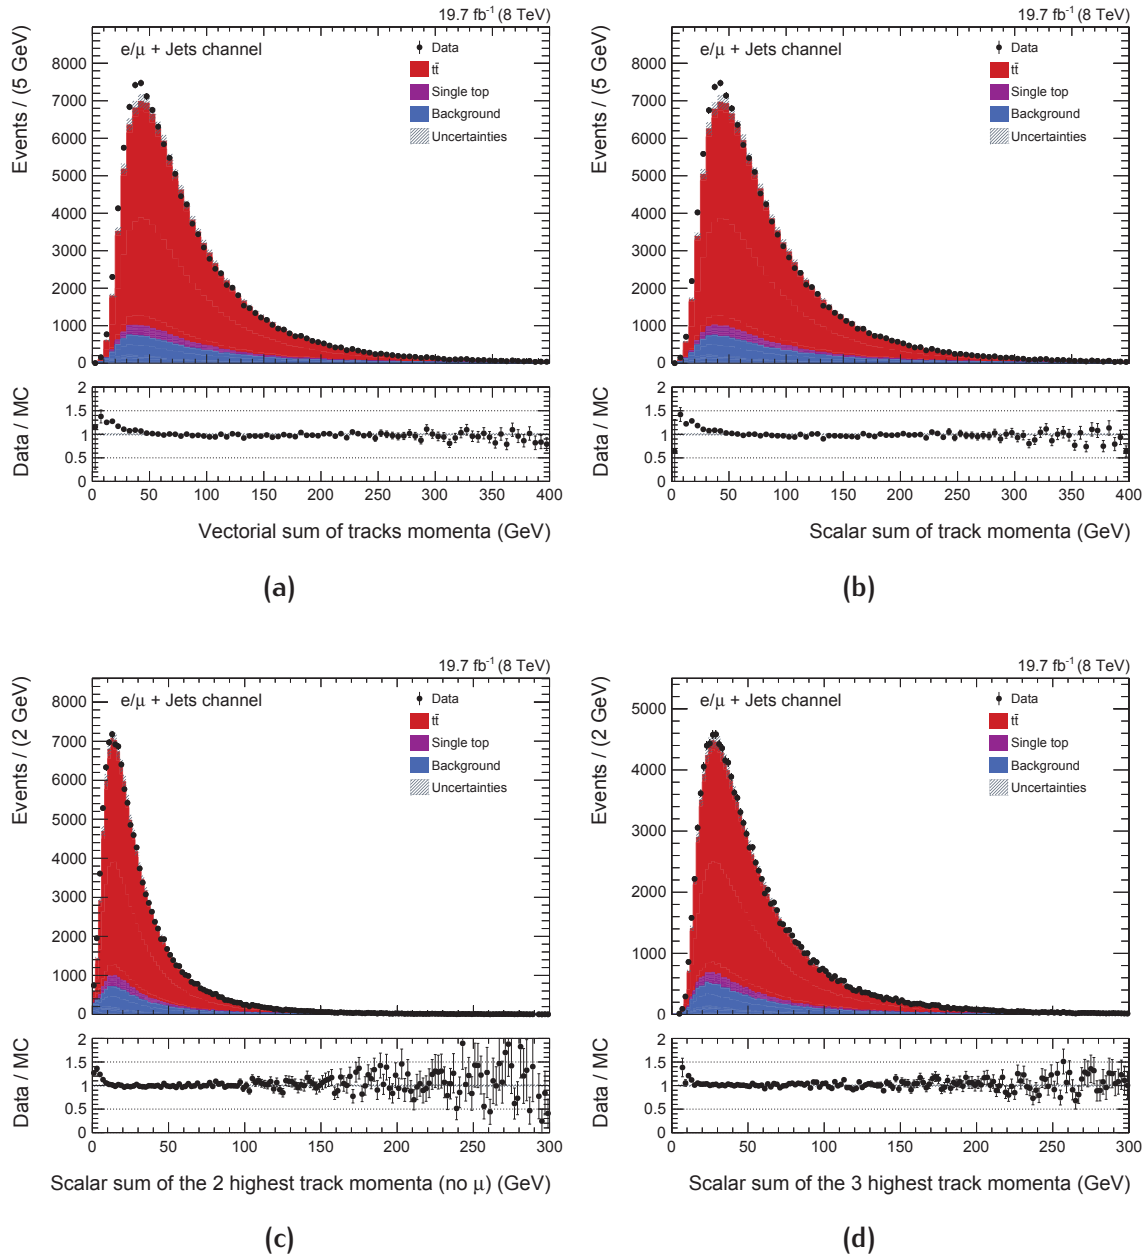 19.7 fb⁻¹ (8 TeV)
Events / (5 GeV)
e/μ + Jets channel
Data
tt̄
Single top
Background
Uncertainties
8000
7000
6000
5000
4000
3000
2000
1000
0
Data / MC
2
1.5
1
0.5
0
0 50 100 150 200 250 300 350 400
Vectorial sum of tracks momenta (GeV)
(a)
19.7 fb⁻¹ (8 TeV)
Events / (5 GeV)
e/μ + Jets channel
Data
tt̄
Single top
Background
Uncertainties
8000
7000
6000
5000
4000
3000
2000
1000
0
Data / MC
2
1.5
1
0.5
0
0 50 100 150 200 250 300 350 400
Scalar sum of track momenta (GeV)
(b)
19.7 fb⁻¹ (8 TeV)
Events / (2 GeV)
e/μ + Jets channel
Data
tt̄
Single top
Background
Uncertainties
8000
7000
6000
5000
4000
3000
2000
1000
0
Data / MC
2
1.5
1
0.5
0
0 50 100 150 200 250 300
Scalar sum of the 2 highest track momenta (no μ) (GeV)
(c)
19.7 fb⁻¹ (8 TeV)
Events / (2 GeV)
e/μ + Jets channel
Data
tt̄
Single top
Background
Uncertainties
5000
4000
3000
2000
1000
0
Data / MC
2
1.5
1
0.5
0
0 50 100 150 200 250 300
Scalar sum of the 3 highest track momenta (GeV)
(d)